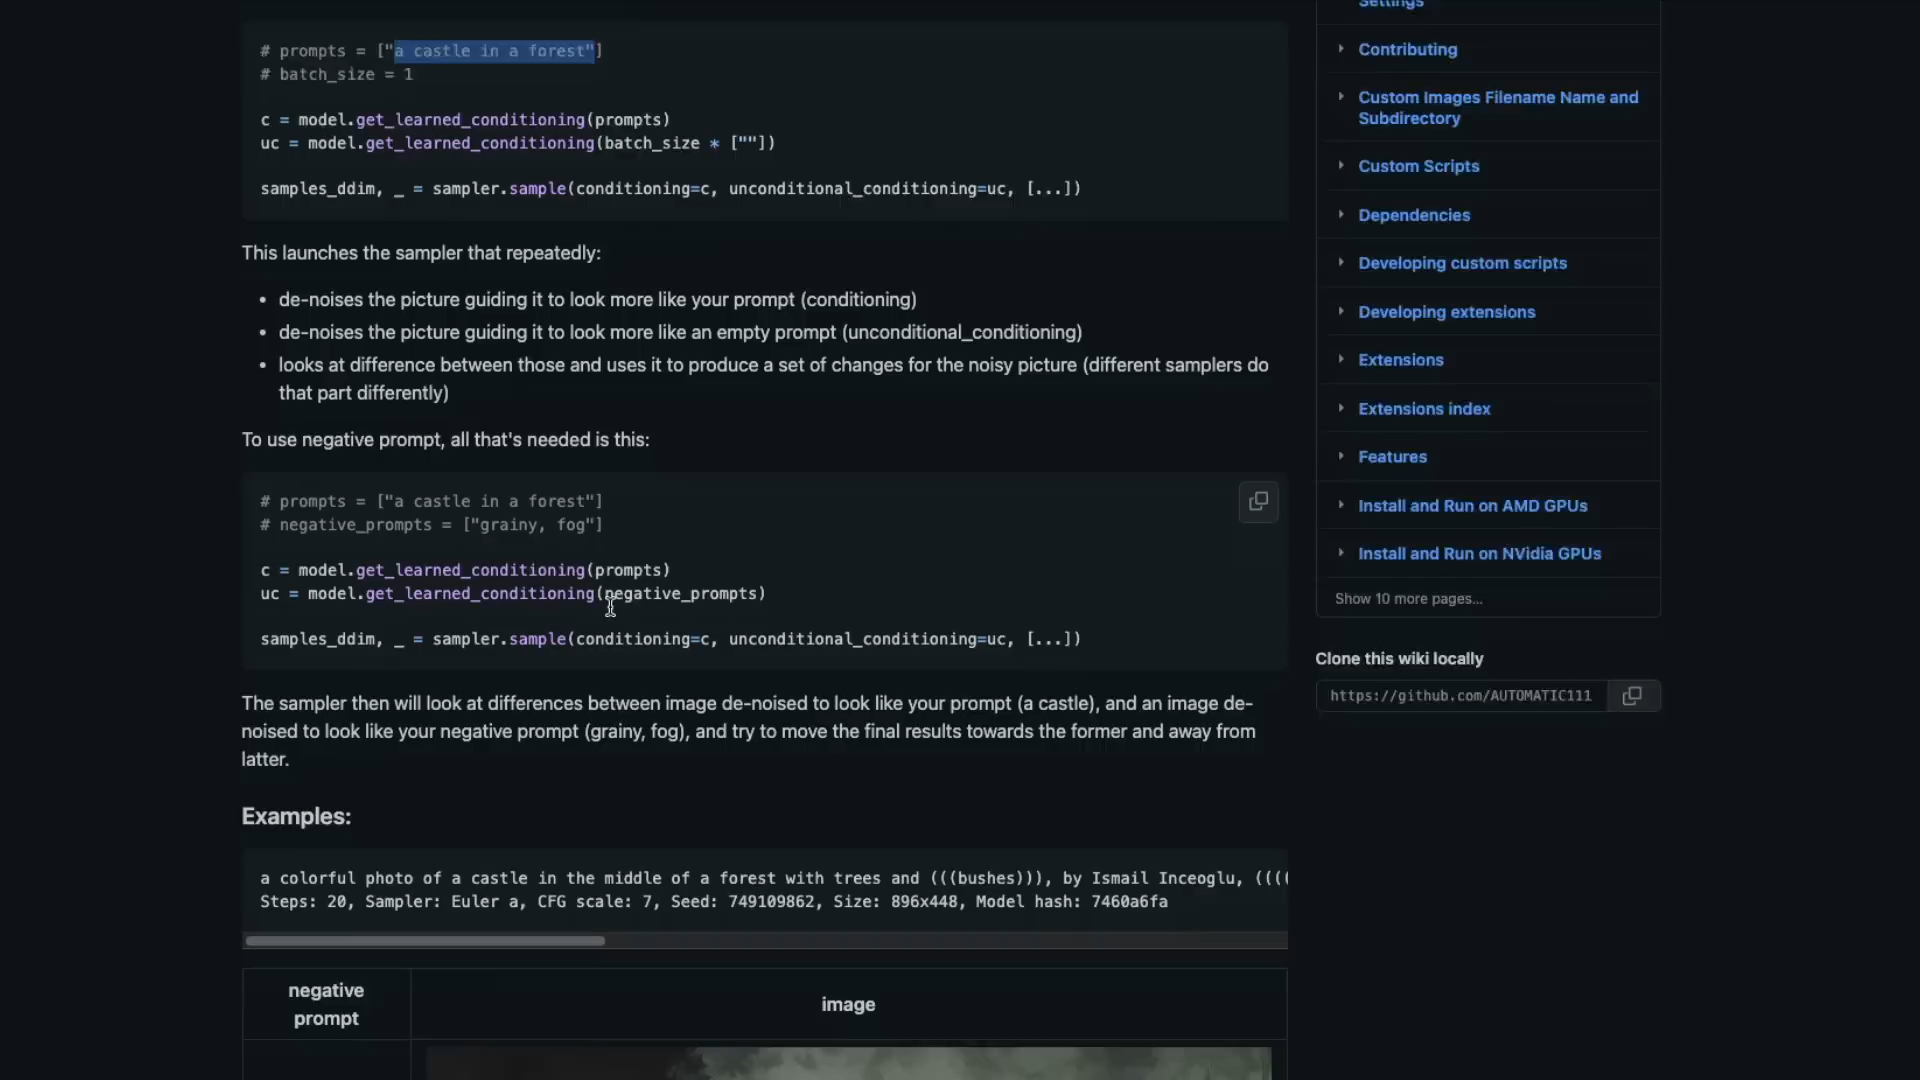 # prompts = ["a castle in a forest"]
# batch_size = 1
c = model.get_learned_conditioning(prompts)
uc = model.get_learned_conditioning(batch_size * [""])
samples_ddim, _ = sampler.sample(conditioning=c, unconditional_conditioning=uc, [...])
This launches the sampler that repeatedly:
• de-noises the picture guiding it to look more like your prompt (conditioning)
• de-noises the picture guiding it to look more like an empty prompt (unconditional_conditioning)
• looks at difference between those and uses it to produce a set of changes for the noisy picture (different samplers do
that part differently)
To use negative prompt, all that's needed is this:
# prompts = ["a castle in a forest"]
# negative_prompts = ["grainy, fog"]
c = model.get_learned_conditioning(prompts)
uc = model.get_learned_conditioning(negative_prompts)
samples_ddim, _ = sampler.sample(conditioning=c, unconditional_conditioning=uc, [...])
The sampler then will look at differences between image de-noised to look like your prompt (a castle), and an image de-
noised to look like your negative prompt (grainy, fog), and try to move the final results towards the former and away from
latter.
Examples:
a colorful photo of a castle in the middle of a forest with trees and (((bushes))), by Ismail Inceoglu, ((((
Steps: 20, Sampler: Euler a, CFG scale: 7, Seed: 749109862, Size: 896x448, Model hash: 7460a6fa
negative
prompt
image
Settings
Contributing
Custom Images Filename Name and
Subdirectory
Custom Scripts
Dependencies
Developing custom scripts
Developing extensions
Extensions
Extensions index
Features
Install and Run on AMD GPUs
Install and Run on NVidia GPUs
Show 10 more pages...
Clone this wiki locally
https://github.com/AUTOMATIC111